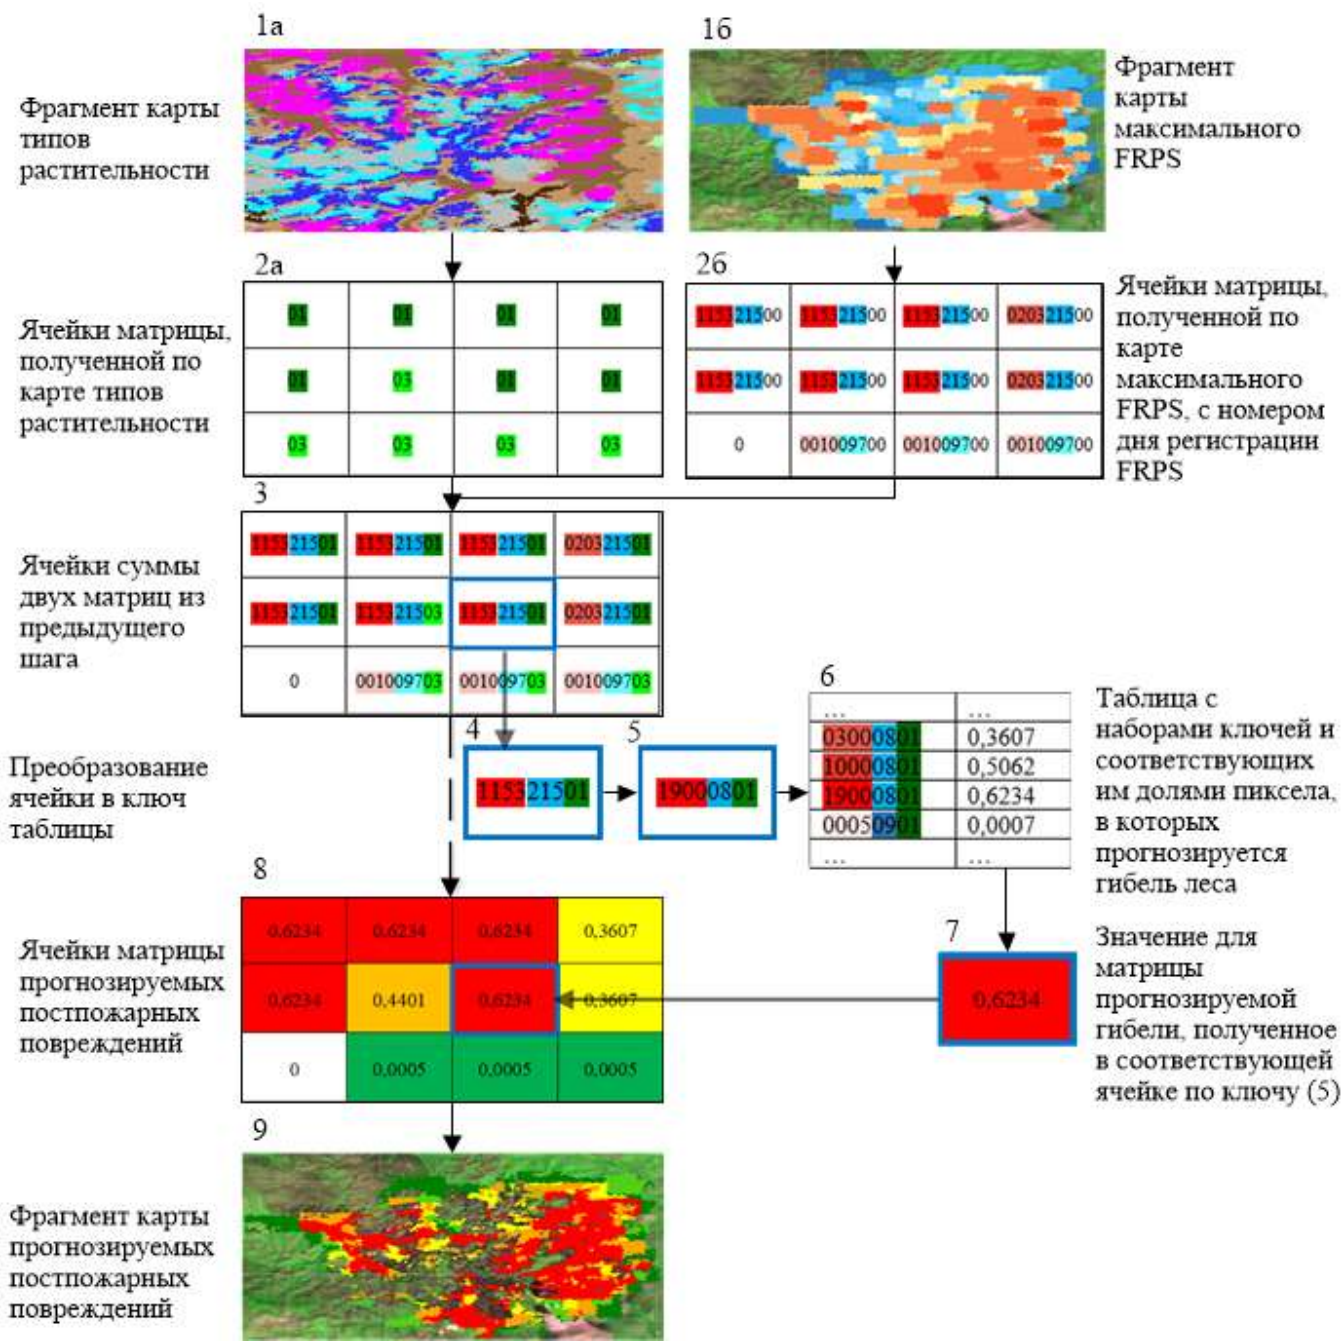 1а
1б
Фрагмент карты
типов
растительности
Фрагмент
карты
максимального
FRPS
2а
2б
Ячейки матрицы,
полученной по
карте типов
растительности
01 01 01 01
01 03 01 01
03 03 03 03
115321500 115321500 115321500 020321500
115321500 115321500 115321500 020321500
0 001009700 001009700 001009700
Ячейки матрицы,
полученной по
карте
максимального
FRPS, с номером
дня регистрации
FRPS
3
Ячейки суммы
двух матриц из
предыдущего
шага
115321501 115321501 115321501 020321501
115321501 115321503 115321501 020321501
0 001009703 001009703 001009703
Преобразование
ячейки в ключ
таблицы
4
115321501
5
19000801
6
... ...
03000801 0,3607
10000801 0,5062
19000801 0,6234
00050901 0,0007
... ...
Таблица с
наборами ключей и
соответствующих
им долями пиксела,
в которых
прогнозируется
гибель леса
7
0,6234
Значение для
матрицы
прогнозируемой
гибели, полученное
в соответствующей
ячейке по ключу (5)
8
Ячейки матрицы
прогнозируемых
постпожарных
повреждений
0,6234 0,6234 0,6234 0,3607
0,6234 0,4401 0,6234 0,3607
0 0,0005 0,0005 0,0005
9
Фрагмент карты
прогнозируемых
постпожарных
повреждений